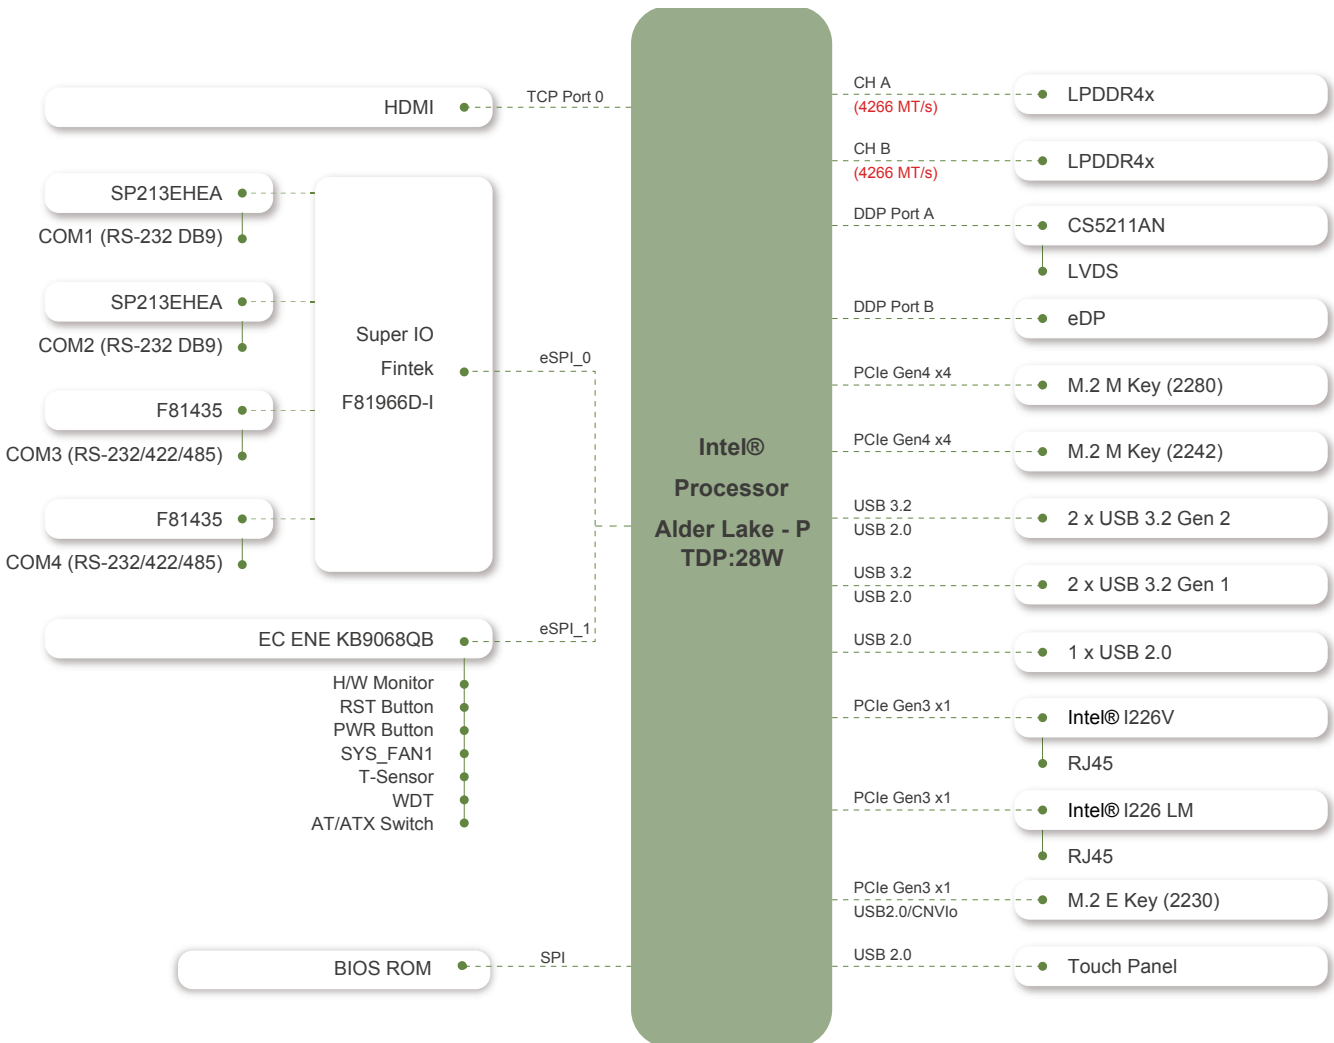 HDMI
TCP Port 0
SP213EHEA
COM1 (RS-232 DB9)
SP213EHEA
COM2 (RS-232 DB9)
F81435
COM3 (RS-232/422/485)
F81435
COM4 (RS-232/422/485)
Super IO
Fintek
F81966D-I
eSPI_0
EC ENE KB9068QB
eSPI_1
H/W Monitor
RST Button
PWR Button
SYS_FAN1
T-Sensor
WDT
AT/ATX Switch
BIOS ROM
SPI
Intel®
Processor
Alder Lake - P
TDP:28W
CH A
(4266 MT/s)
LPDDR4x
CH B
(4266 MT/s)
LPDDR4x
DDP Port A
CS5211AN
LVDS
DDP Port B
eDP
PCIe Gen4 x4
M.2 M Key (2280)
PCIe Gen4 x4
M.2 M Key (2242)
USB 3.2
USB 2.0
2 x USB 3.2 Gen 2
USB 3.2
USB 2.0
2 x USB 3.2 Gen 1
USB 2.0
1 x USB 2.0
PCIe Gen3 x1
Intel® I226V
RJ45
PCIe Gen3 x1
Intel® I226 LM
RJ45
PCIe Gen3 x1
USB2.0/CNVIo
M.2 E Key (2230)
USB 2.0
Touch Panel